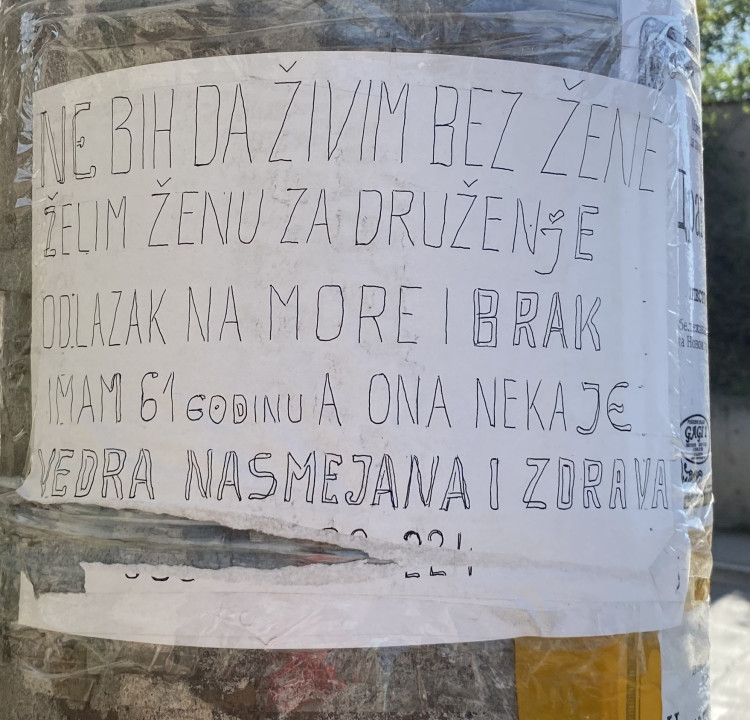 NE BIH DA ŽIVIM BEZ ŽENE
ŽELIM ŽENU ZA DRUŽENjE
ODLAZAK NA MORE I BRAK
IMAM 61 GODINU A ONA NEKA JE
VEDRA NASMEJANA I ZDRAVA
GAGI